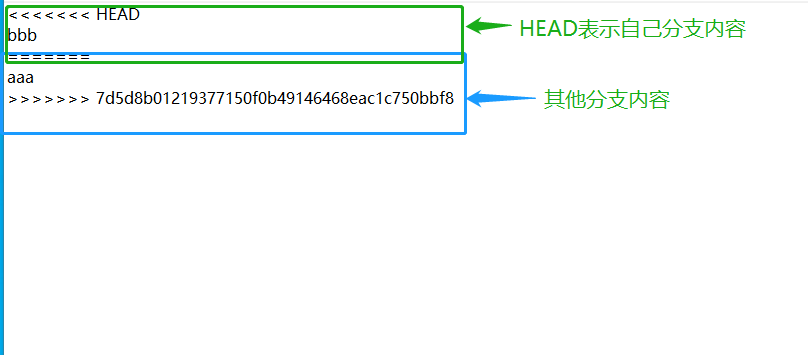 <<<<<<< HEAD
bbb
=======
aaa
>>>>>>> 7d5d8b01219377150f0b49146468eac1c750bbf8
HEAD表示自己分支内容
其他分支内容